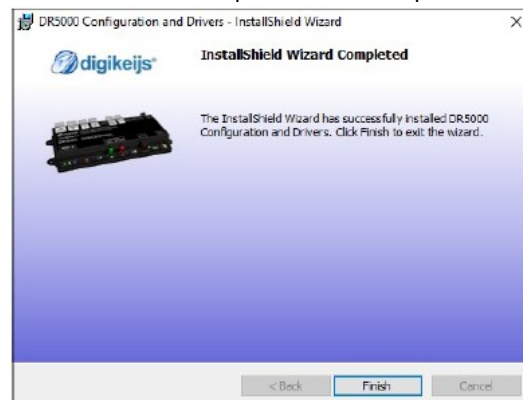 DR5000 Configuration and Drivers - InstallShield Wizard
digikeijs
InstallShield Wizard Completed
The InstallShield Wizard has successfully installed DR5000
Configuration and Drivers. Click Finish to exit the wizard.
< Back
Finish
Cancel